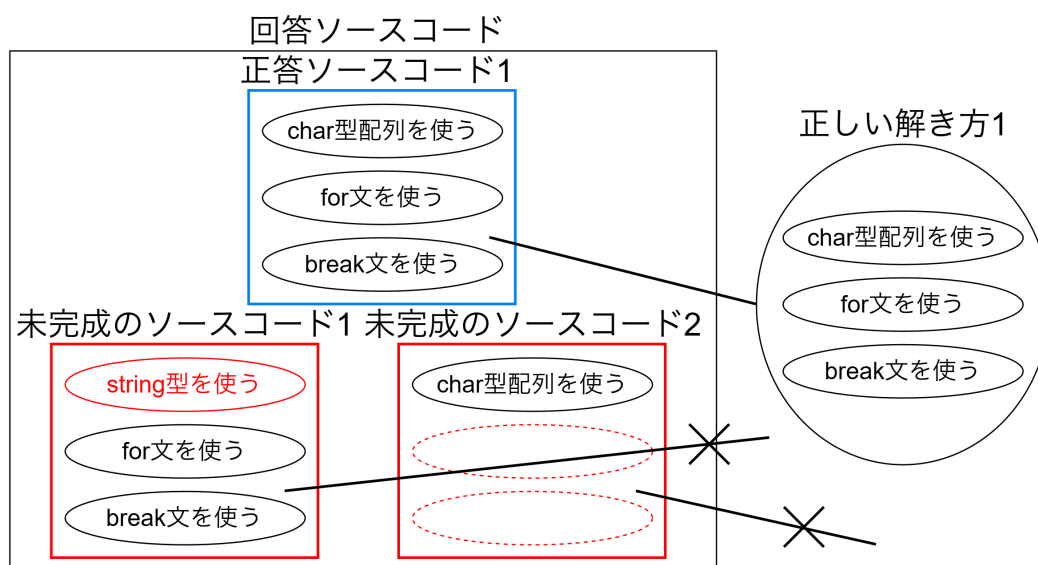 回答ソースコード
正答ソースコード1
char型配列を使う
for文を使う
break文を使う
正しい解き方1
char型配列を使う
for文を使う
break文を使う
未完成のソースコード1
string型を使う
for文を使う
break文を使う
未完成のソースコード2
char型配列を使う